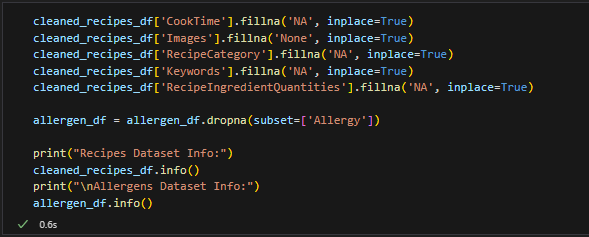 cleaned_recipes_df['CookTime'].fillna('NA', inplace=True)
cleaned_recipes_df['Images'].fillna('None', inplace=True)
cleaned_recipes_df['RecipeCategory'].fillna('NA', inplace=True)
cleaned_recipes_df['Keywords'].fillna('NA', inplace=True)
cleaned_recipes_df['RecipeIngredientQuantities'].fillna('NA', inplace=True)
allergen_df = allergen_df.dropna(subset=['Allergy'])
print("Recipes Dataset Info:")
cleaned_recipes_df.info()
print("\nAllergens Dataset Info:")
allergen_df.info()
0.6s